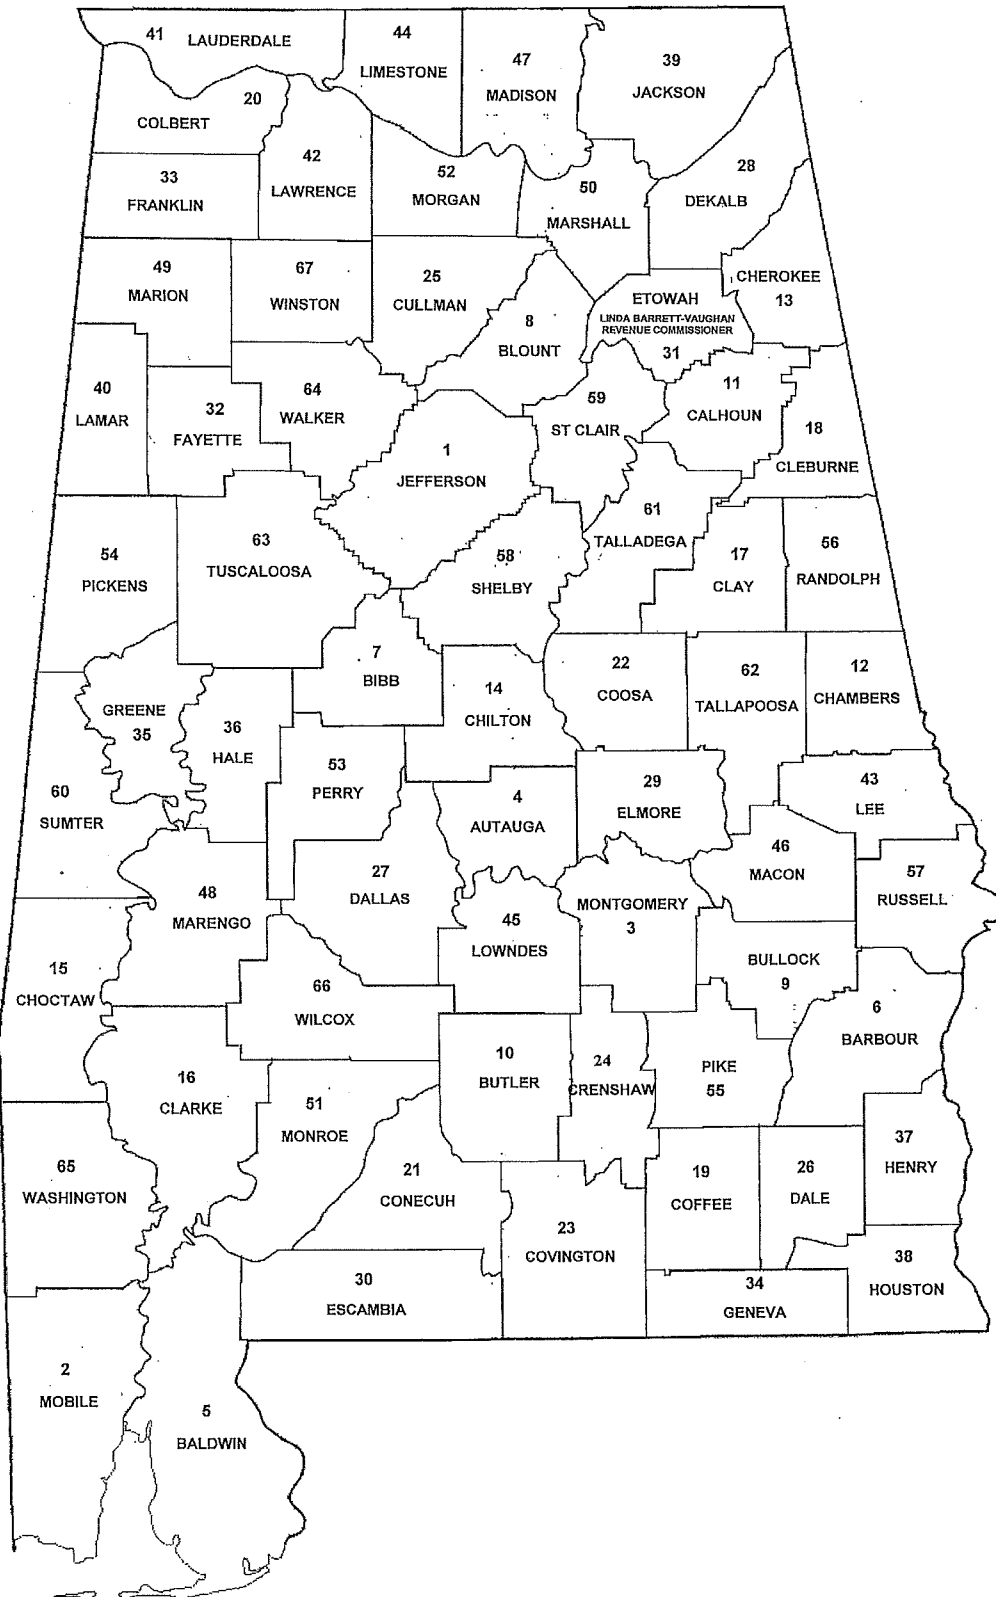 41 LAUDERDALE
44
LIMESTONE
47
MADISON
39
JACKSON
20
COLBERT
42
LAWRENCE
33
FRANKLIN
52
MORGAN
50
MARSHALL
28
DEKALB
49
MARION
67
WINSTON
25
CULLMAN
8
BLOUNT
ETOWAH
LINDA BARRETT-VAUGHAN
REVENUE COMMISSIONER
31
CHEROKEE
13
40
LAMAR
32
FAYETTE
64
WALKER
1
JEFFERSON
59
ST CLAIR
11
CALHOUN
18
CLEBURNE
54
PICKENS
63
TUSCALOOSA
58
SHELBY
61
TALLADEGA
17
CLAY
56
RANDOLPH
7
BIBB
14
CHILTON
22
COOSA
62
TALLAPOOSA
12
CHAMBERS
GREENE
35
36
HALE
53
PERRY
60
SUMTER
4
AUTAUGA
29
ELMORE
43
LEE
46
MACON
48
MARENGO
27
DALLAS
45
LOWNDES
MONTGOMERY
3
57
RUSSELL
BULLOCK
9
15
CHOCTAW
66
WILCOX
6
BARBOUR
16
CLARKE
51
MONROE
10
BUTLER
24
CRENSHAW
PIKE
55
37
HENRY
65
WASHINGTON
21
CONECUH
23
COVINGTON
19
COFFEE
26
DALE
38
HOUSTON
30
ESCAMBIA
34
GENEVA
2
MOBILE
5
BALDWIN